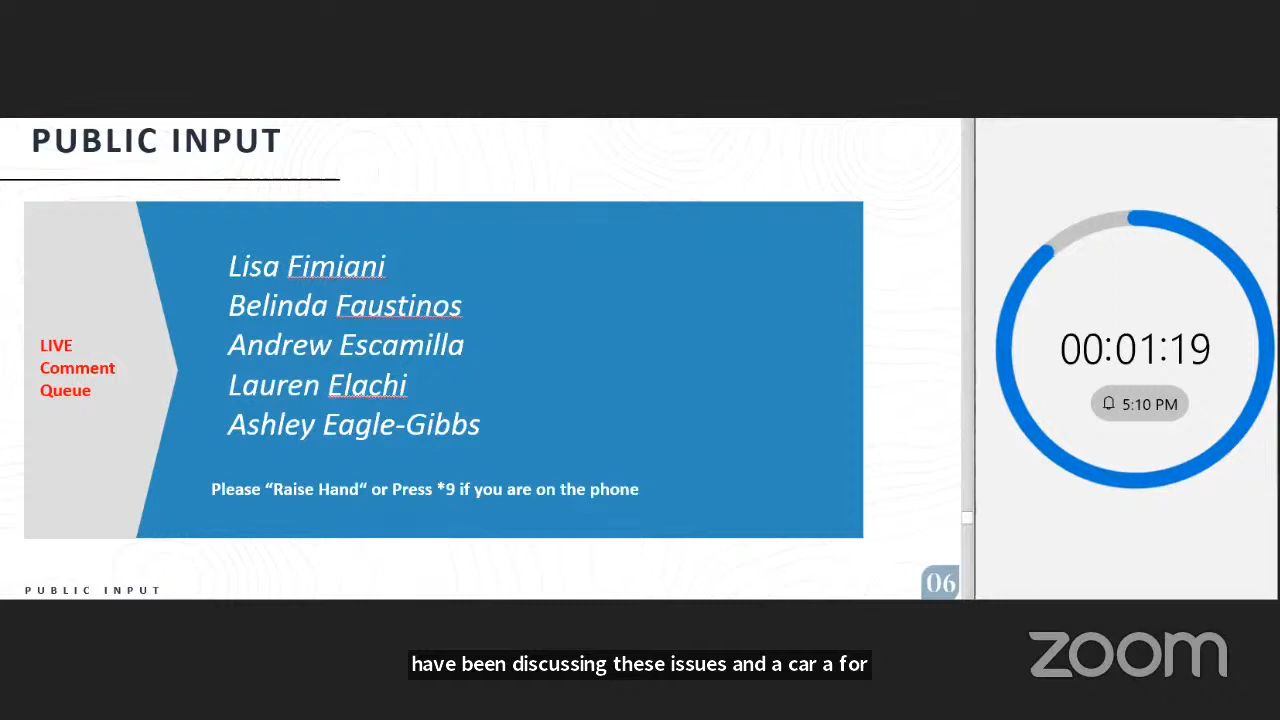 PUBLIC INPUT
Lisa Fimiani
Belinda Faustinos
Andrew Escamilla
Lauren Elachi
Ashley Eagle-Gibbs
LIVE
Comment
Queue
Please “Raise Hand“ or Press *9 if you are on the phone
PUBLIC INPUT
06
00:01:19
5:10 PM
have been discussing these issues and a car a for
zoom